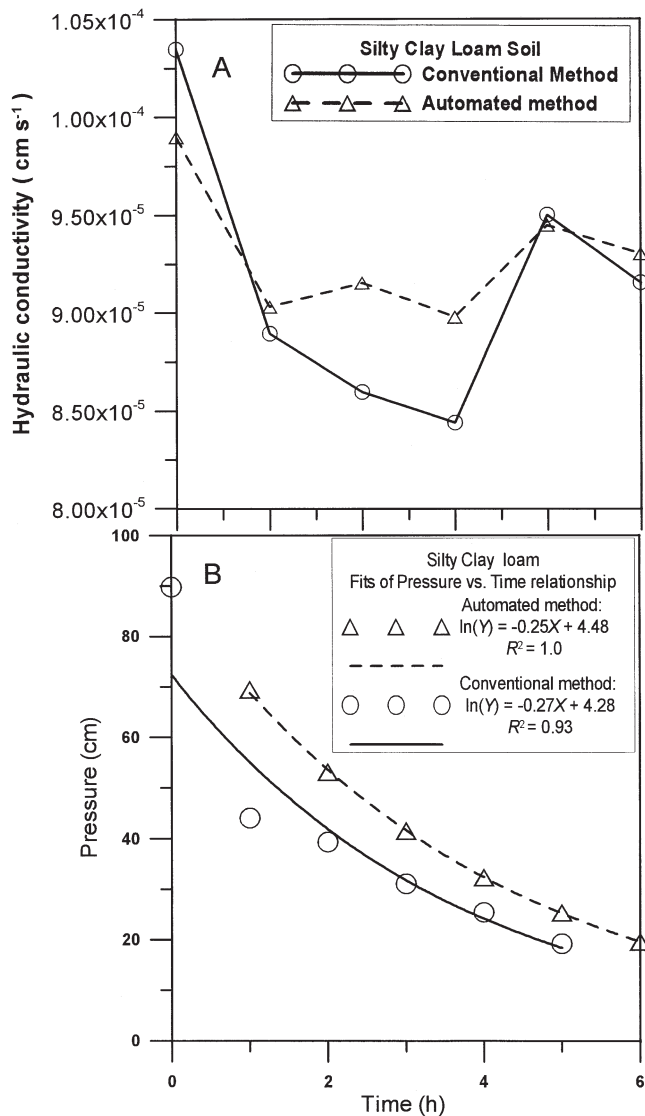 1.05x10-4
A
Silty Clay Loam Soil
Conventional Method
Automated method
1.00x10-4
9.50x10-5
9.00x10-5
8.50x10-5
8.00x10-5
Hydraulic conductivity ( cm s-1)
100
80
60
40
20
0
Pressure (cm)
B
Silty Clay loam
Fits of Pressure vs. Time relationship
Automated method:
ln(Y) = -0.25X + 4.48
R2 = 1.0
Conventional method:
ln(Y) = -0.27X + 4.28
R2 = 0.93
0 2 4 6
Time (h)